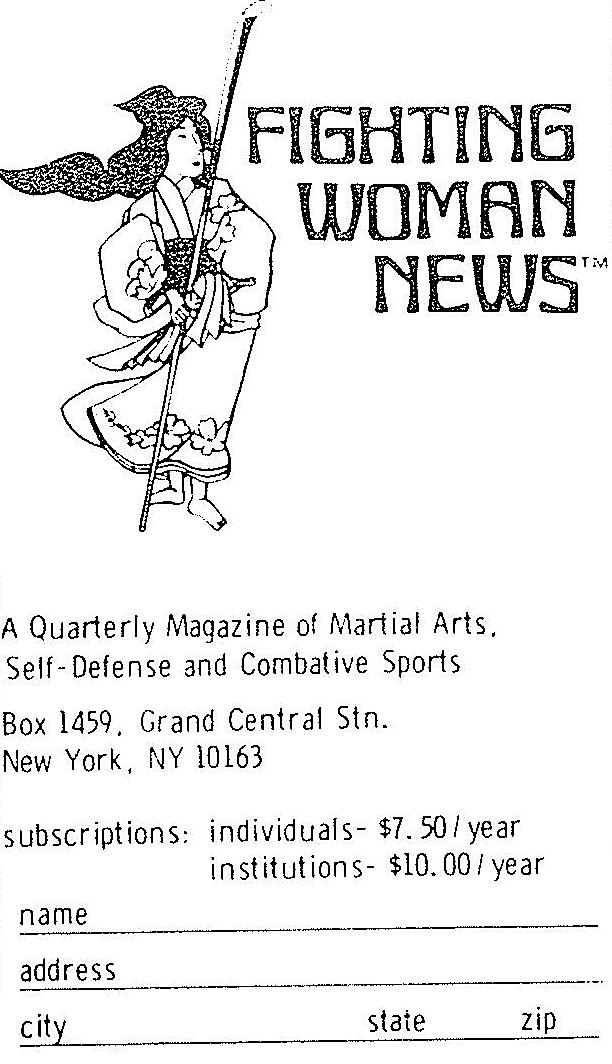 FIGHTING
WOMAN
NEWS™
A Quarterly Magazine of Martial Arts,
Self-Defense and Combative Sports
Box 1459, Grand Central Stn.
New York, NY 10163
subscriptions: individuals- $7.50/year
institutions- $10.00/year
name
address
city state zip